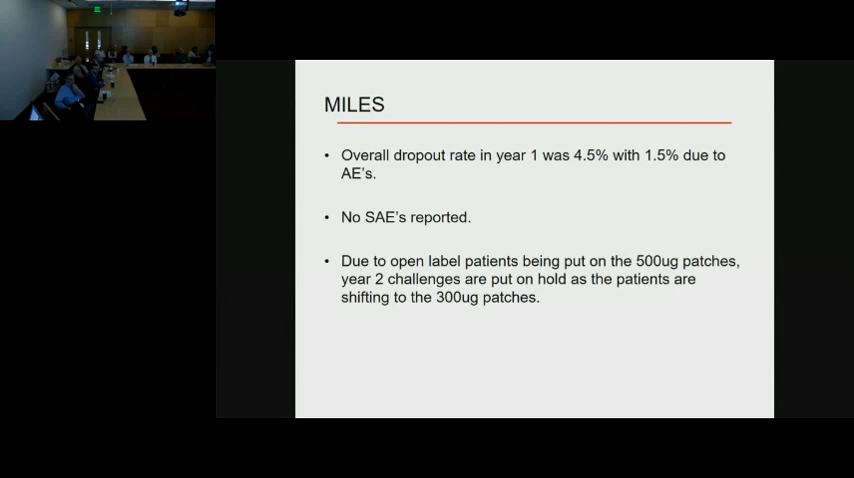 MILES
• Overall dropout rate in year 1 was 4.5% with 1.5% due to
AE's.
• No SAE's reported.
• Due to open label patients being put on the 500ug patches,
year 2 challenges are put on hold as the patients are
shifting to the 300ug patches.